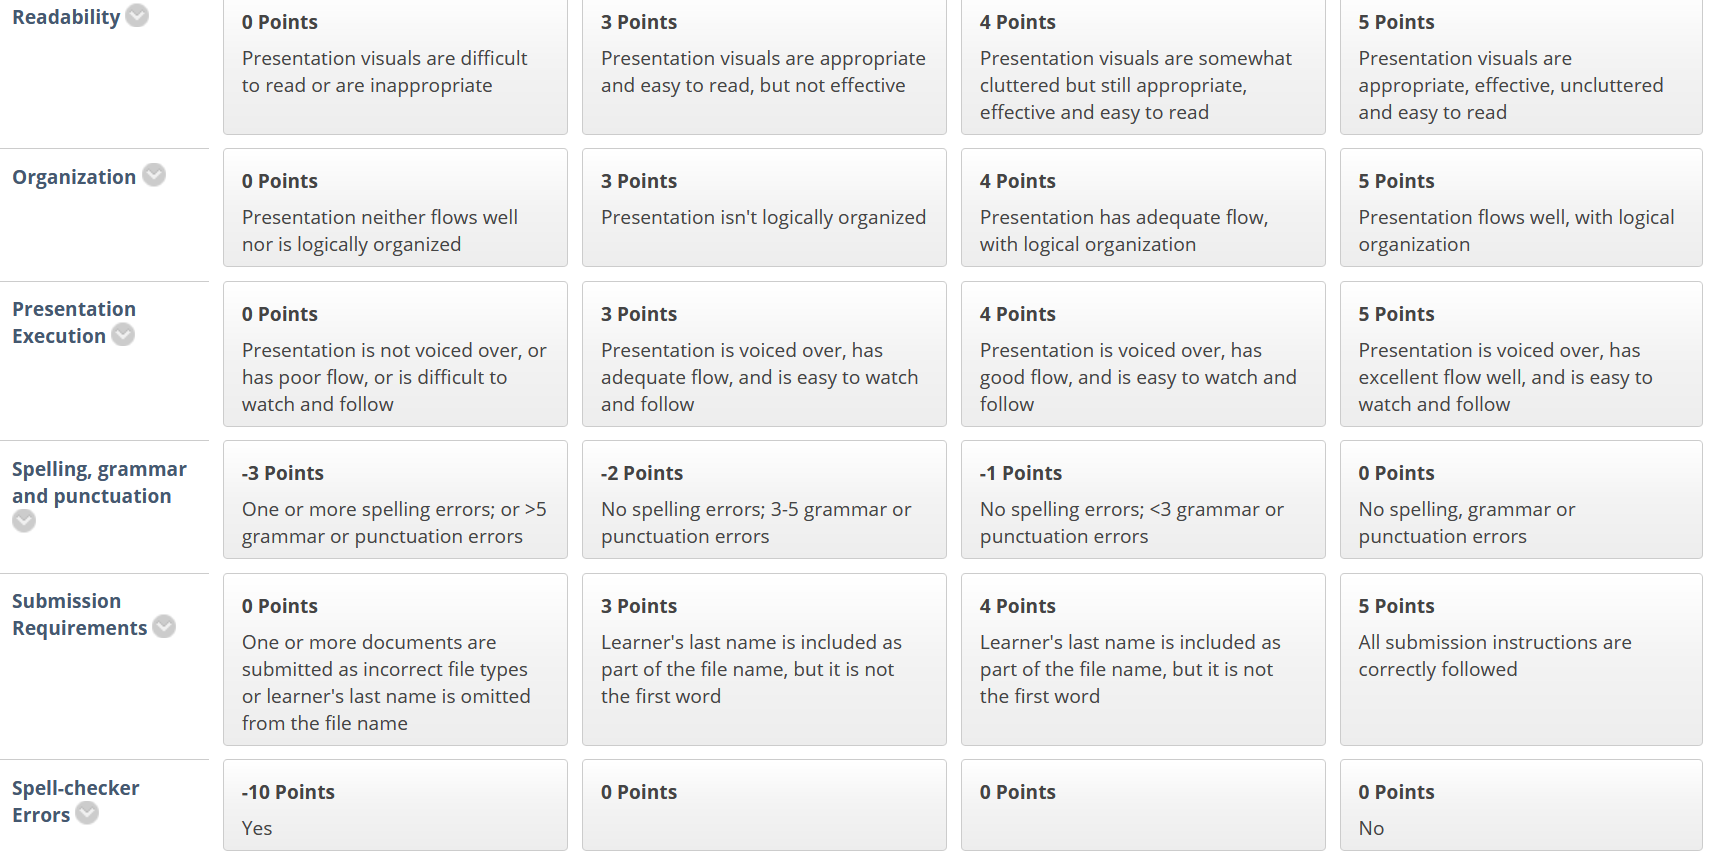 Readability
0 Points
Presentation visuals are difficult
to read or are inappropriate
3 Points
Presentation visuals are appropriate
and easy to read, but not effective
4 Points
Presentation visuals are somewhat
cluttered but still appropriate,
effective and easy to read
5 Points
Presentation visuals are
appropriate, effective, uncluttered
and easy to read
Organization
0 Points
Presentation neither flows well
nor is logically organized
3 Points
Presentation isn't logically organized
4 Points
Presentation has adequate flow,
with logical organization
5 Points
Presentation flows well, with logical
organization
Presentation
Execution
0 Points
Presentation is not voiced over, or
has poor flow, or is difficult to
watch and follow
3 Points
Presentation is voiced over, has
adequate flow, and is easy to watch
and follow
4 Points
Presentation is voiced over, has
good flow, and is easy to watch and
follow
5 Points
Presentation is voiced over, has
excellent flow well, and is easy to
watch and follow
Spelling, grammar
and punctuation
-3 Points
One or more spelling errors; or >5
grammar or punctuation errors
-2 Points
No spelling errors; 3-5 grammar or
punctuation errors
-1 Points
No spelling errors; <3 grammar or
punctuation errors
0 Points
No spelling, grammar or
punctuation errors
Submission
Requirements
0 Points
One or more documents are
submitted as incorrect file types
or learner's last name is omitted
from the file name
3 Points
Learner's last name is included as
part of the file name, but it is not
the first word
4 Points
Learner's last name is included as
part of the file name, but it is not
the first word
5 Points
All submission instructions are
correctly followed
Spell-checker
Errors
-10 Points
Yes
0 Points
0 Points
0 Points
No